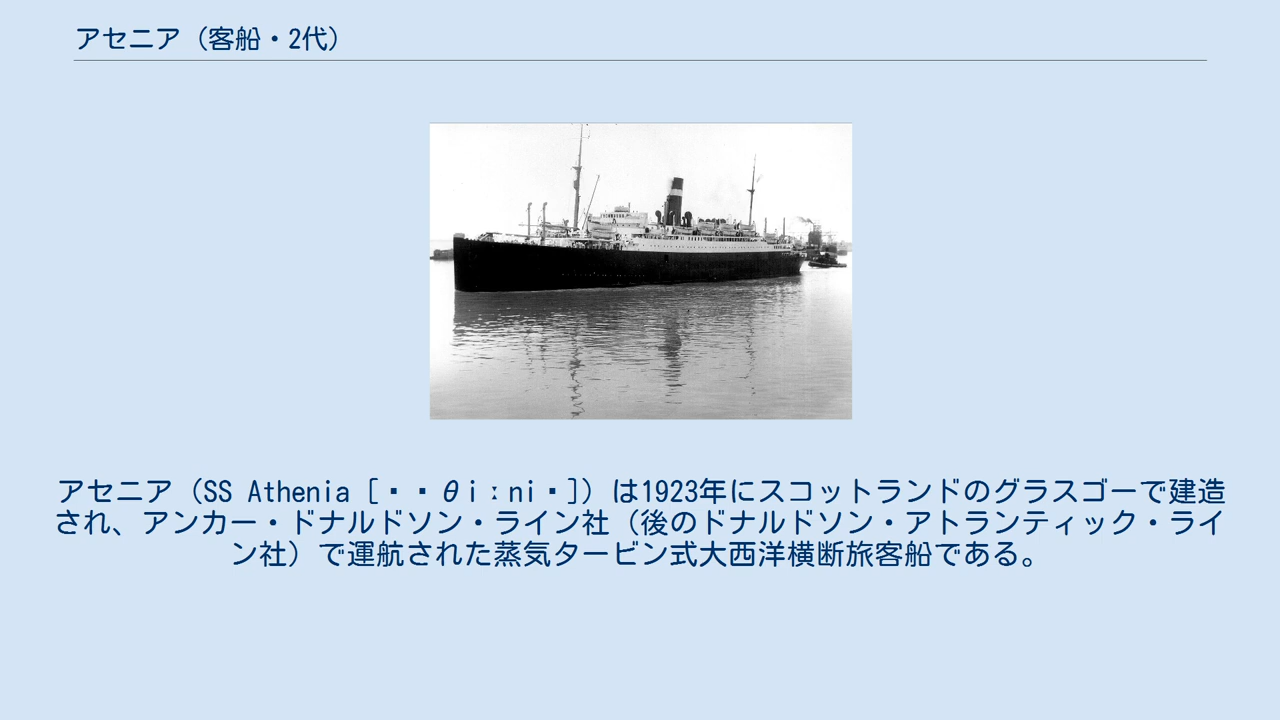 アセニア（客船・2代）
アセニア（SS Athenia [▪▪θiːni▪]）は1923年にスコットランドのグラスゴーで建造
され、アンカー・ドナルドソン・ライン社（後のドナルドソン・アトランティック・ライ
ン社）で運航された蒸気タービン式大西洋横断旅客船である。